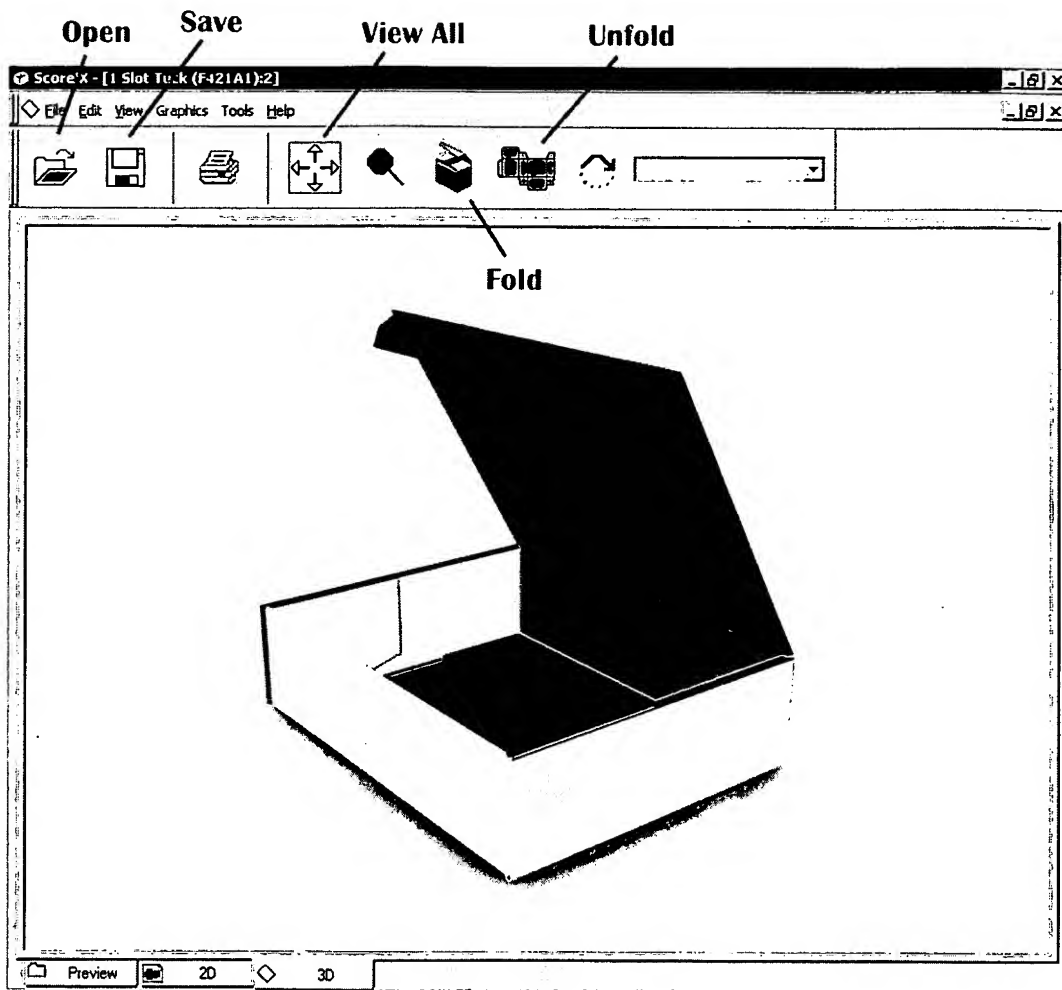 Open
Save
View All
Unfold
Score'X - [1 Slot Tuck (F421A1):2]
File Edit View Graphics Tools Help
Fold
Preview 2D 3D